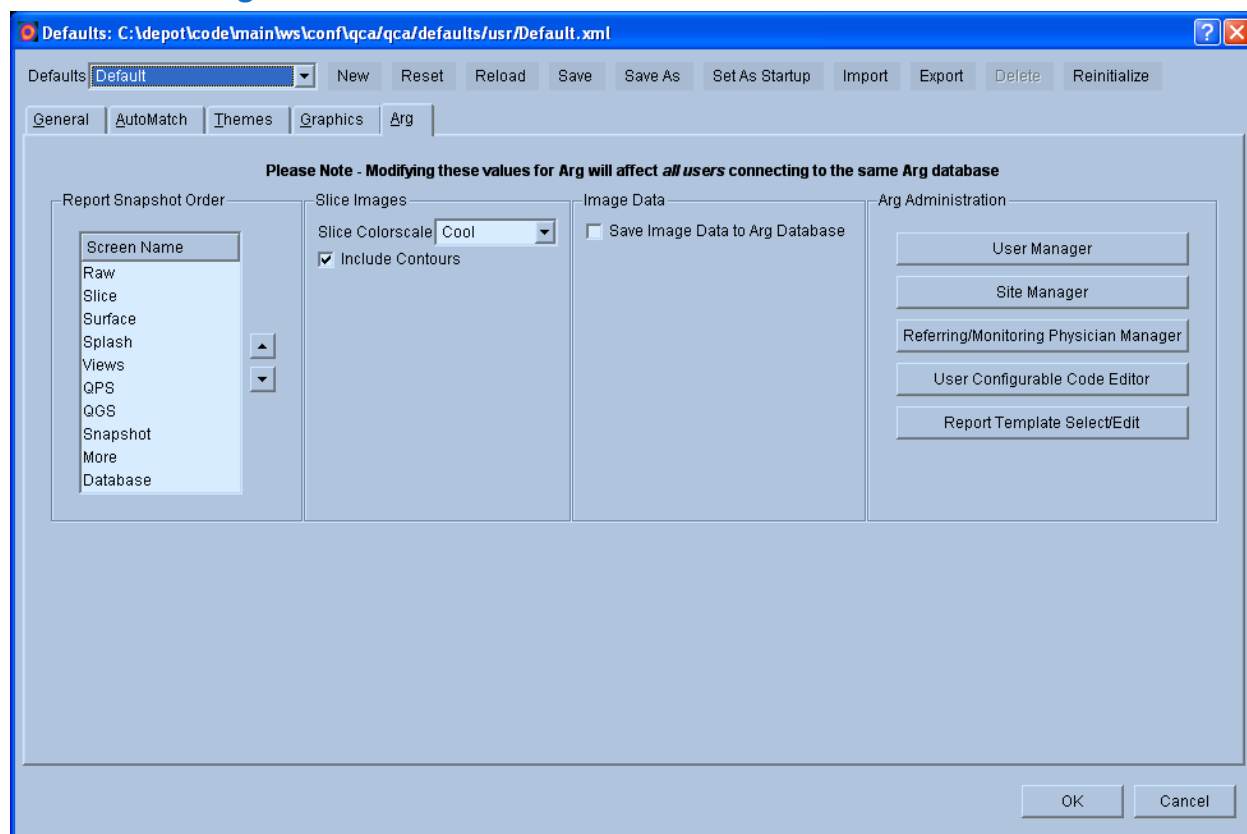 Defaults: C:\depot\code\main\ws\conf\qca/qca/defaults/usr/Default.xml
Defaults Default New Reset Reload Save Save As Set As Startup Import Export Delete Reinitialize
General AutoMatch Themes Graphics Arg
Please Note - Modifying these values for Arg will affect all users connecting to the same Arg database
Report Snapshot Order
Screen Name
Raw
Slice
Surface
Splash
Views
QPS
QGS
Snapshot
More
Database
Slice Images
Slice Colorscale Cool
Include Contours
Image Data
Save Image Data to Arg Database
Arg Administration
User Manager
Site Manager
Referring/Monitoring Physician Manager
User Configurable Code Editor
Report Template Select/Edit
OK Cancel